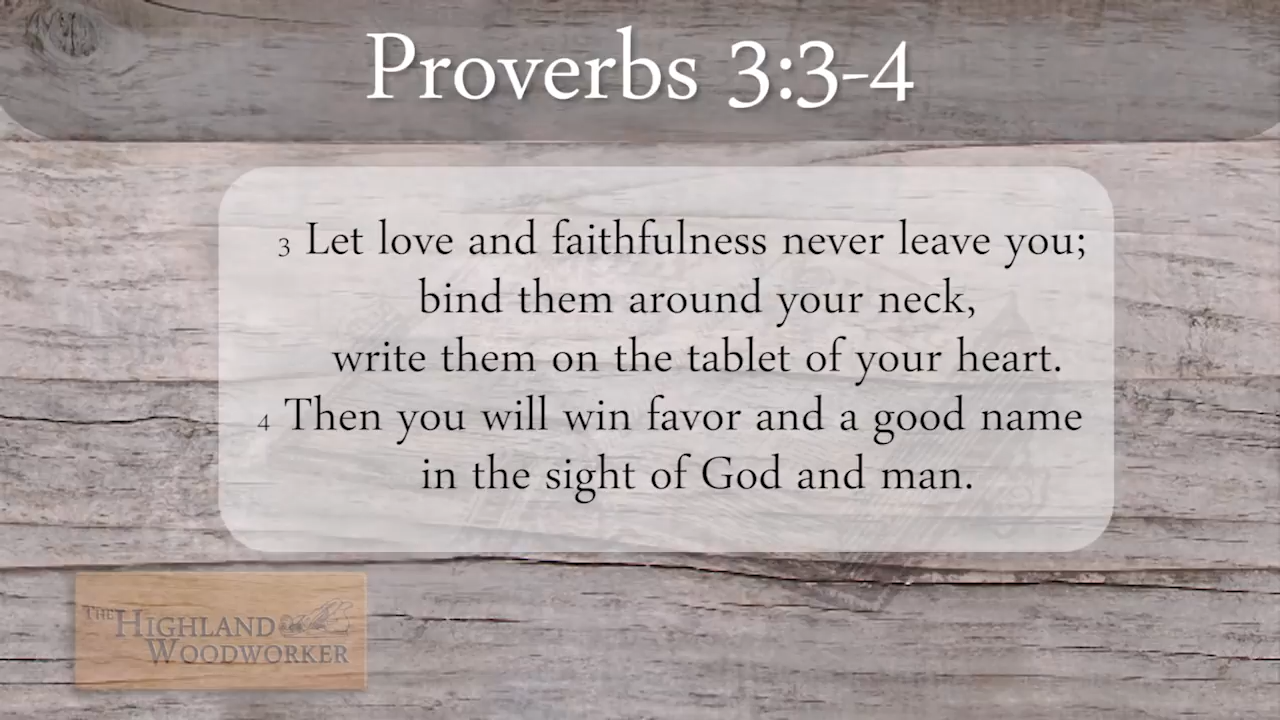 Proverbs 3:3-4
3 Let love and faithfulness never leave you;
bind them around your neck,
write them on the tablet of your heart.
4 Then you will win favor and a good name
in the sight of God and man.
THE HIGHLAND
WOODWORKER